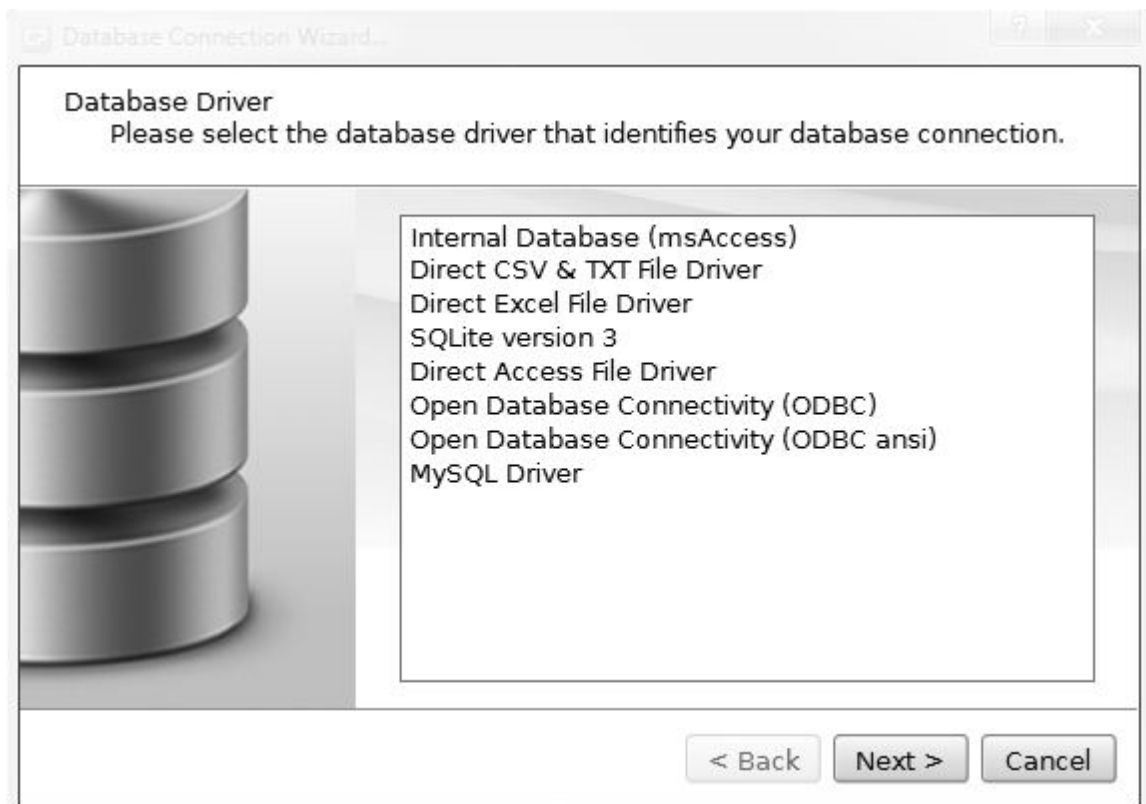 Database Connection Wizard...
Database Driver
Please select the database driver that identifies your database connection.
Internal Database (msAccess)
Direct CSV & TXT File Driver
Direct Excel File Driver
SQLite version 3
Direct Access File Driver
Open Database Connectivity (ODBC)
Open Database Connectivity (ODBC ansi)
MySQL Driver
< Back
Next >
Cancel